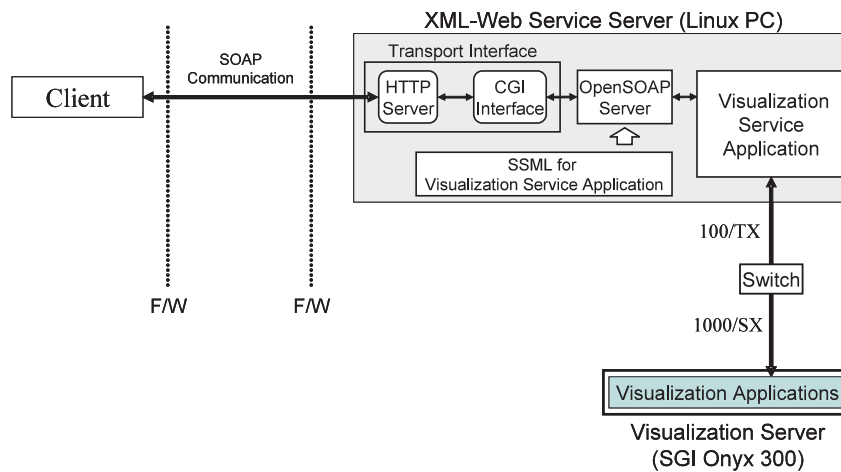 XML-Web Service Server (Linux PC)
SOAP
Communication
Transport Interface
Client
HTTP
Server
CGI
Interface
OpenSOAP
Server
Visualization
Service
Application
SSML for
Visualization Service Application
100/TX
Switch
F/W
F/W
1000/SX
Visualization Applications
Visualization Server
(SGI Onyx 300)